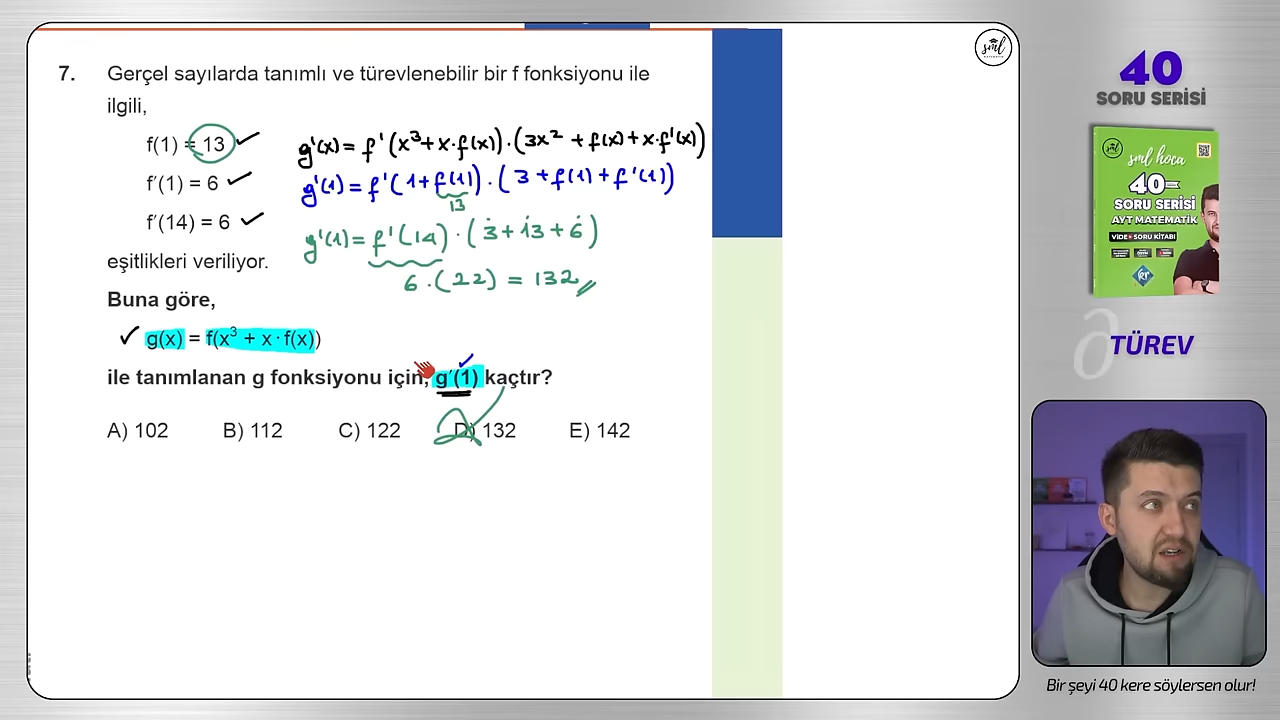 7. Gerçel sayılarda tanımlı ve türevlenebilir bir f fonksiyonu ile
ilgili,
f(1) = 13
f′(1) = 6
f′(14) = 6
eşitlikleri veriliyor.
Buna göre,
g(x) = f(x³ + x · f(x))
ile tanımlanan g fonksiyonu için, g′(1) kaçtır?
A) 102 B) 112 C) 122 D) 132 E) 142
g'(x) = f'(x³+x·f(x))·(3x² + f(x) + x·f'(x))
g'(1) = f'(1+f(1))·(3+f(1)+f'(1))
13
g'(1) = f'(14)·(3+13+6)
6·(22) = 132
sml
40
SORU SERİSİ
sml hoca
40
SORU SERİSİ
AYT MATEMATİK
VİDEO SORU KİTABI
TÜREV
Bir şeyi 40 kere söylersen olur!